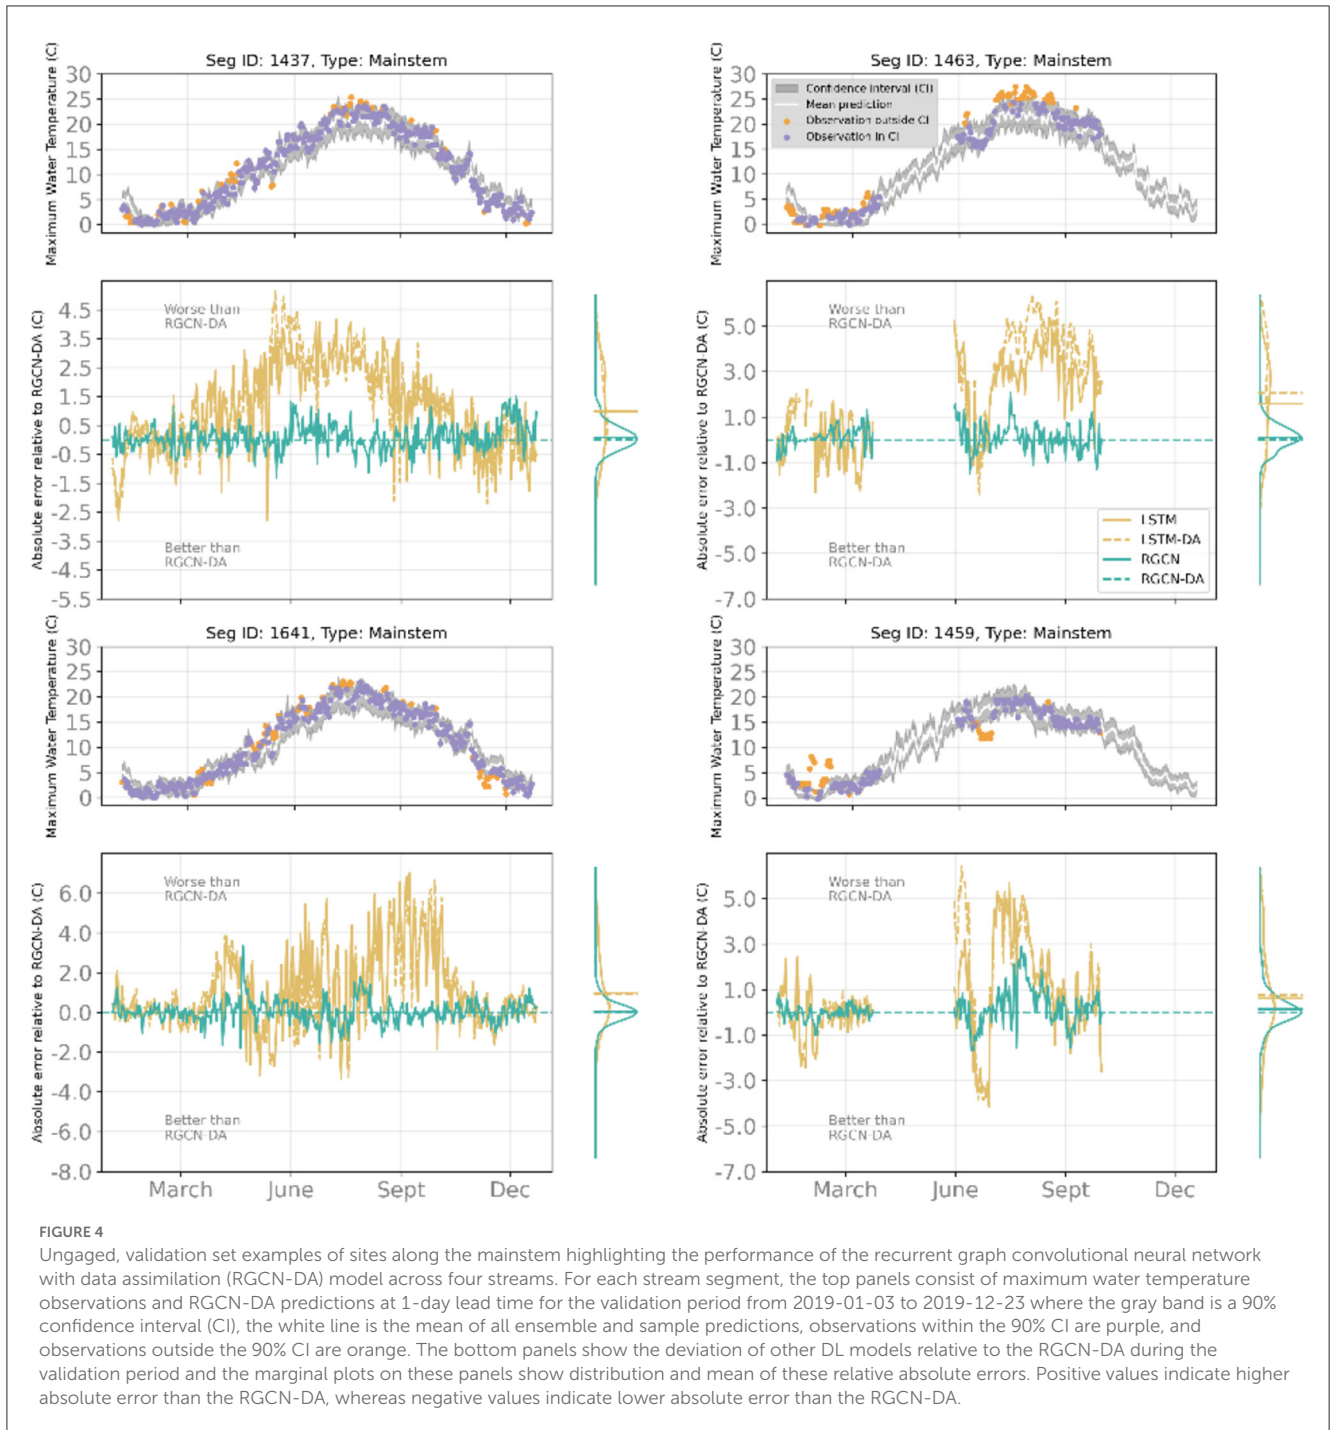 Seg ID: 1437, Type: Mainstem
Maximum Water Temperature (C)
30
25
20
15
10
5
0
Seg ID: 1463, Type: Mainstem
Maximum Water Temperature (C)
30
25
20
15
10
5
0
Confidence interval (CI)
Mean prediction
Observation outside CI
Observation in CI
Absolute error relative to RGCN-DA (C)
4.5
3.5
2.5
1.5
0.5
-0.5
-1.5
-2.5
-3.5
-4.5
-5.5
Worse than
RGCN-DA
Better than
RGCN-DA
Absolute error relative to RGCN-DA (C)
5.0
3.0
1.0
-1.0
-3.0
-5.0
-7.0
Worse than
RGCN-DA
Better than
RGCN-DA
LSTM
LSTM-DA
RGCN
RGCN-DA
Seg ID: 1641, Type: Mainstem
Maximum Water Temperature (C)
30
25
20
15
10
5
0
Seg ID: 1459, Type: Mainstem
Maximum Water Temperature (C)
30
25
20
15
10
5
0
Absolute error relative to RGCN-DA (C)
6.0
4.0
2.0
0.0
-2.0
-4.0
-6.0
-8.0
Worse than
RGCN-DA
Better than
RGCN-DA
March June Sept Dec
Absolute error relative to RGCN-DA (C)
5.0
3.0
1.0
-1.0
-3.0
-5.0
-7.0
Worse than
RGCN-DA
Better than
RGCN-DA
March June Sept Dec
FIGURE 4
Ungaged, validation set examples of sites along the mainstem highlighting the performance of the recurrent graph convolutional neural network
with data assimilation (RGCN-DA) model across four streams. For each stream segment, the top panels consist of maximum water temperature
observations and RGCN-DA predictions at 1-day lead time for the validation period from 2019-01-03 to 2019-12-23 where the gray band is a 90%
confidence interval (CI), the white line is the mean of all ensemble and sample predictions, observations within the 90% CI are purple, and
observations outside the 90% CI are orange. The bottom panels show the deviation of other DL models relative to the RGCN-DA during the
validation period and the marginal plots on these panels show distribution and mean of these relative absolute errors. Positive values indicate higher
absolute error than the RGCN-DA, whereas negative values indicate lower absolute error than the RGCN-DA.